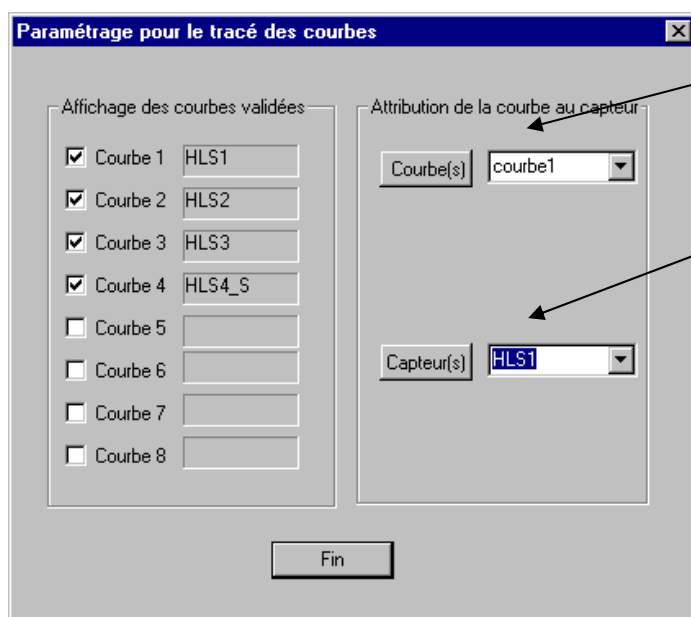 Paramétrage pour le tracé des courbes
Affichage des courbes validées
Courbe 1 HLS1
Courbe 2 HLS2
Courbe 3 HLS3
Courbe 4 HLS4_S
Courbe 5
Courbe 6
Courbe 7
Courbe 8
Attribution de la courbe au capteur
Courbe(s) courbe1
Capteur(s) HLS1
Fin